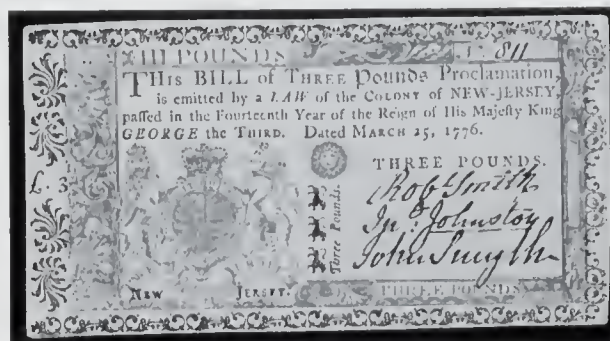 III POUNDS 811
THIS BILL of THREE Pounds Proclamation,
is emitted by a LAW of the COLONY of NEW-JERSEY,
paſſed in the Fourteenth Year of the Reign of His Majeſty King
GEORGE the THIRD. Dated MARCH 25, 1776.
THREE POUNDS.
Robt Smith
Jno Johnston
John Smyth
Three Pounds.
NEW JERSEY.
THREE POUNDS
L. 3